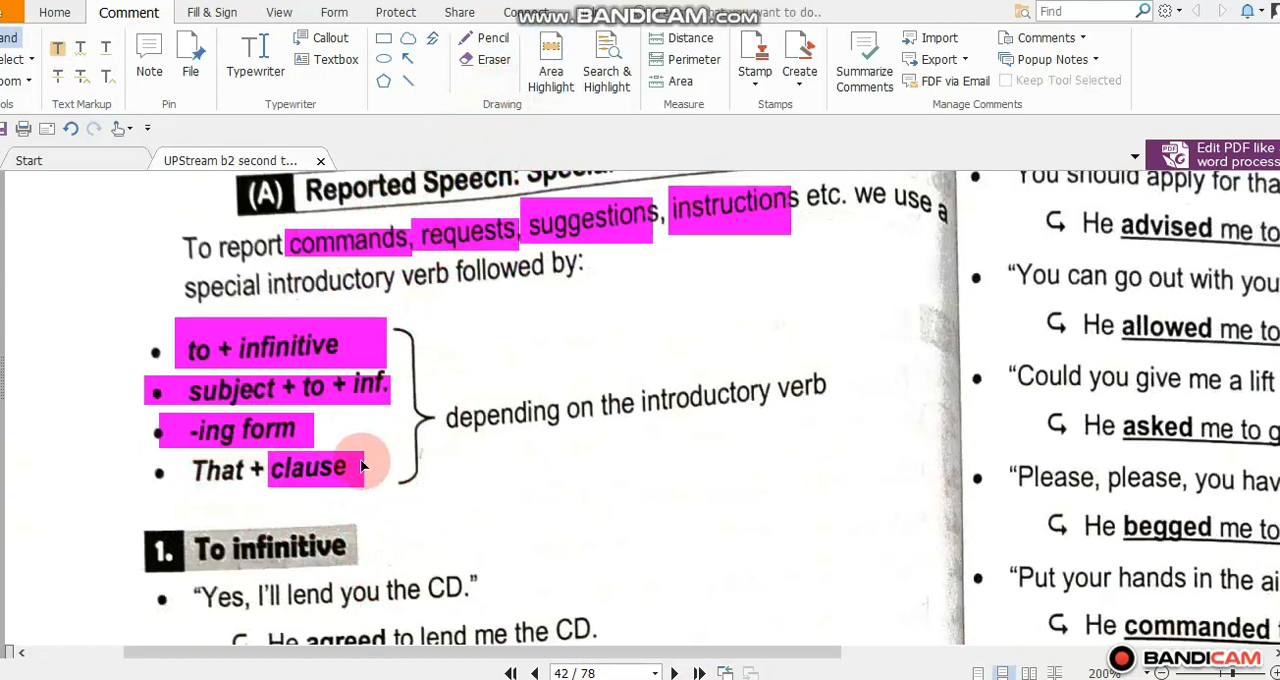 www.BANDICAM.com
Home Comment Fill & Sign View Form Protect Share you want to do.. Find
Callout
Textbox
Pencil
Eraser
Distance
Perimeter
Area
Import
Export
FDF via Email
Comments
Popup Notes
Keep Tool Selected
Note File Typewriter Area Highlight Search & Highlight Stamp Create Summarize Comments
Text Markup Pin Typewriter Drawing Measure Stamps Manage Comments
Start UPStream b2 second t... × Edit PDF like
word process
(A) Reported Speech:
To report commands, requests, suggestions, instructions etc. we use a
special introductory verb followed by:
• to + infinitive
• subject + to + inf.
• -ing form
• That + clause
depending on the introductory verb
1. To infinitive
• “Yes, I'll lend you the CD.”
He agreed to lend me the CD.
• You should apply for tha
He advised me to
• “You can go out with you
He allowed me to
• “Could you give me a lift
He asked me to g
• “Please, please, you hav
He begged me to
• “Put your hands in the ai
He commanded
BANDICAM
42 / 78
200%